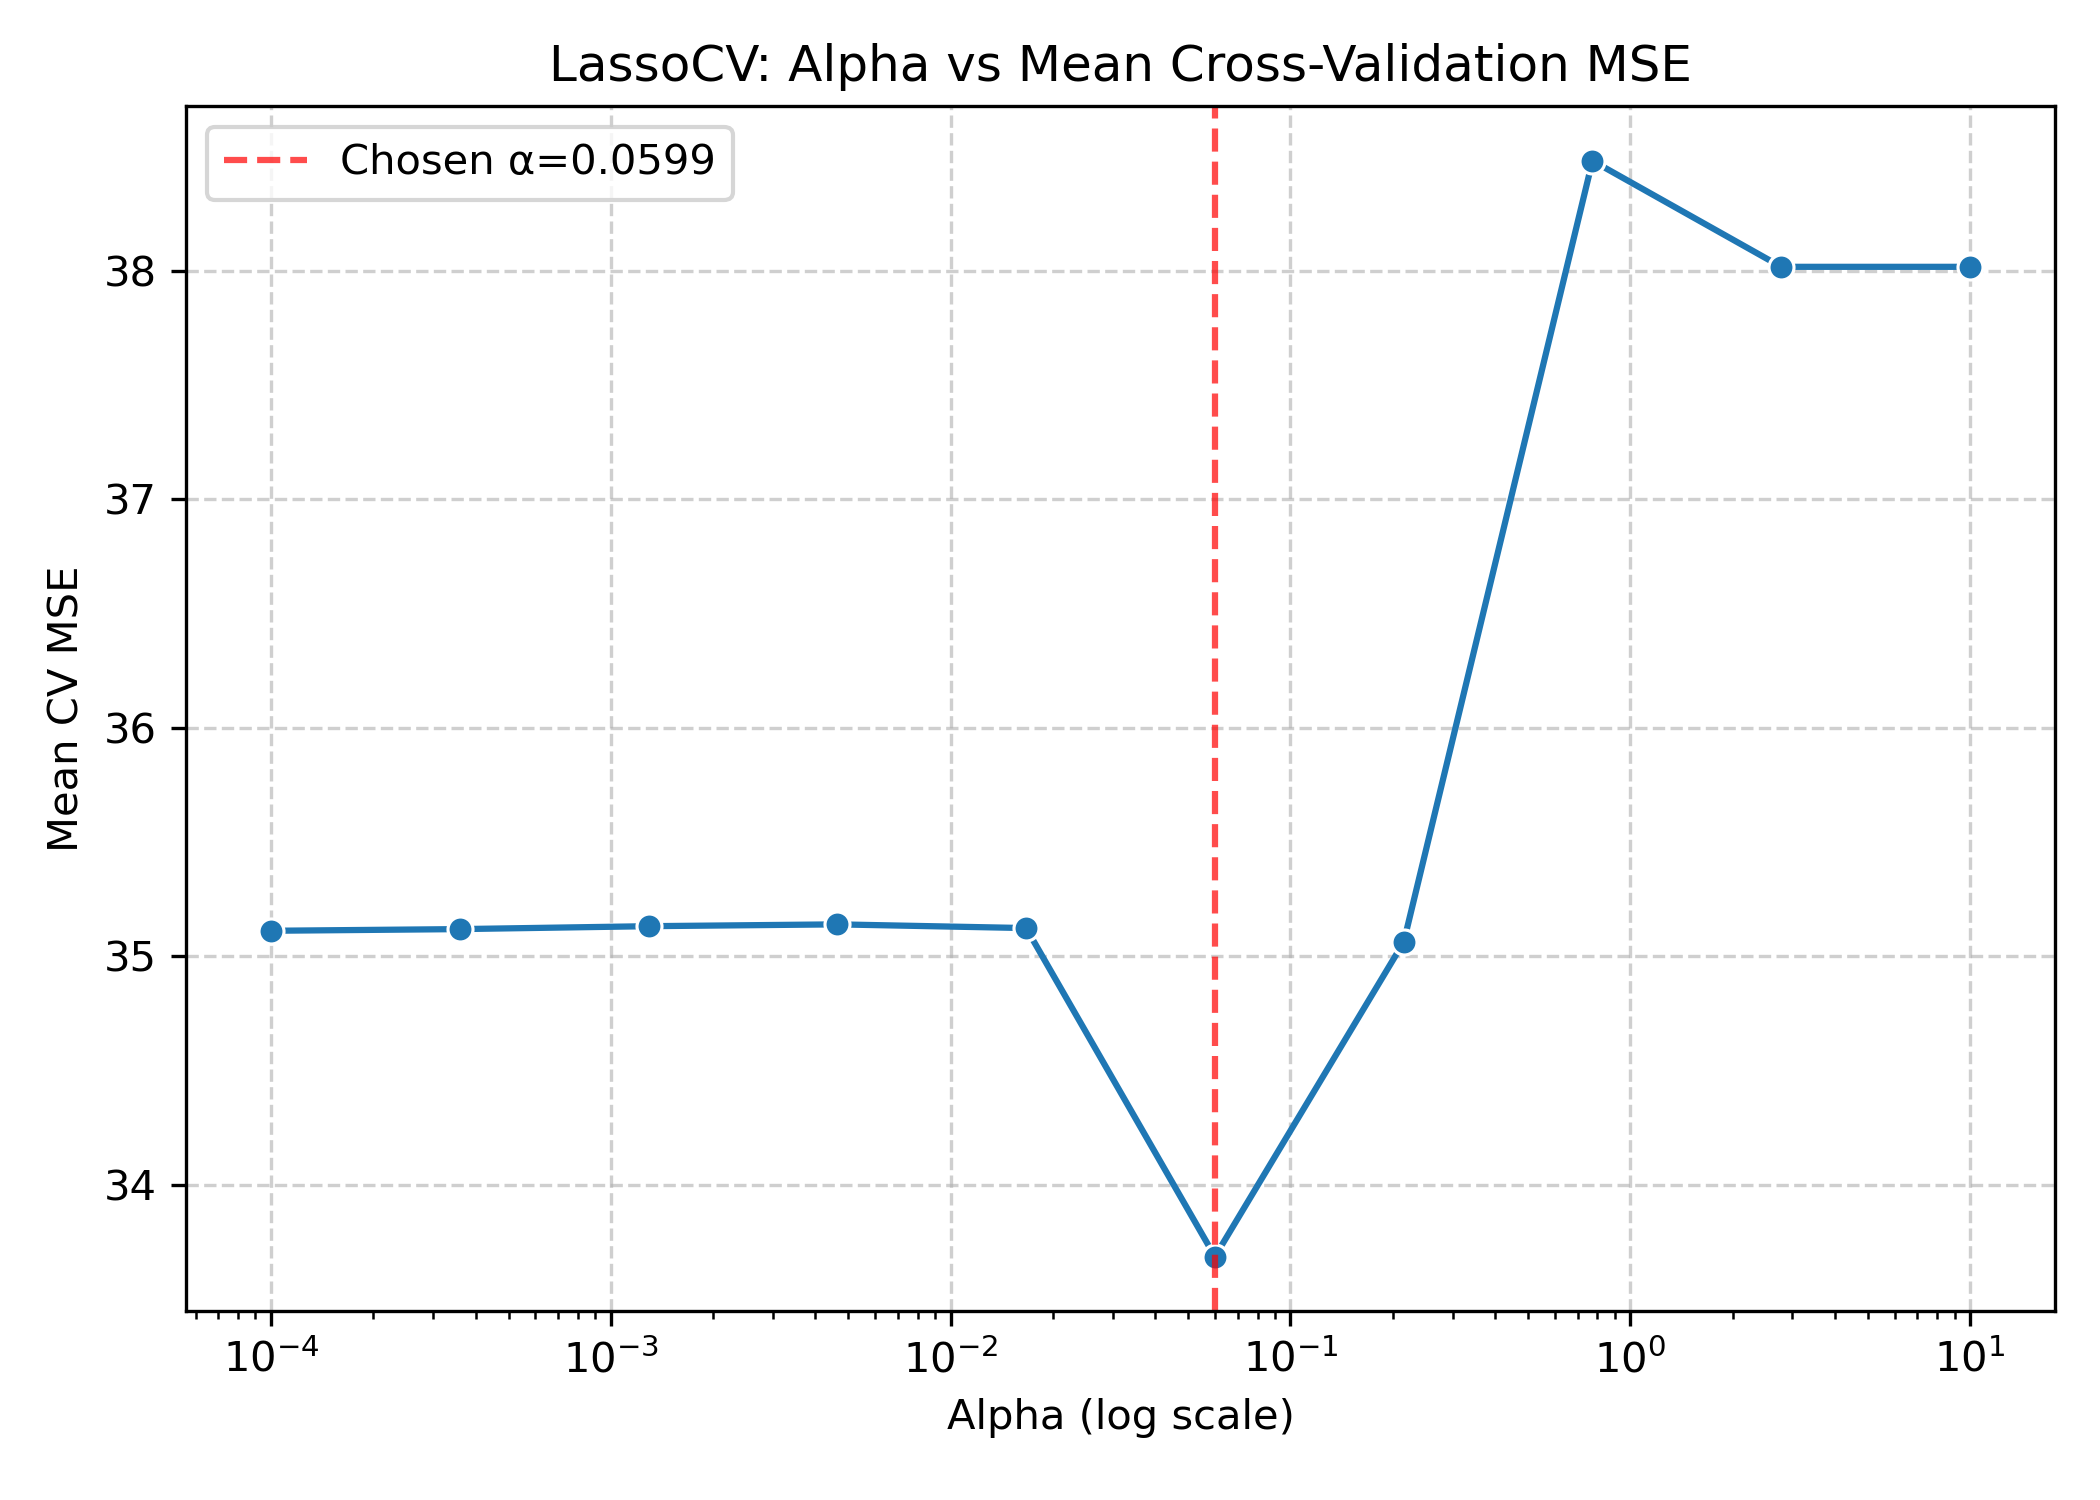 LassoCV: Alpha vs Mean Cross-Validation MSE
Chosen α=0.0599
Mean CV MSE
38
37
36
35
34
10⁻⁴ 10⁻³ 10⁻² 10⁻¹ 10⁰ 10¹
Alpha (log scale)